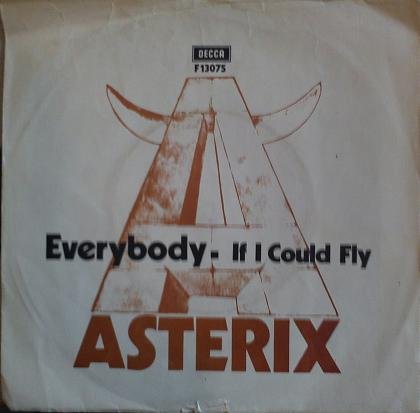 DECCA
F 13075
Everybody - If I Could Fly
ASTERIX